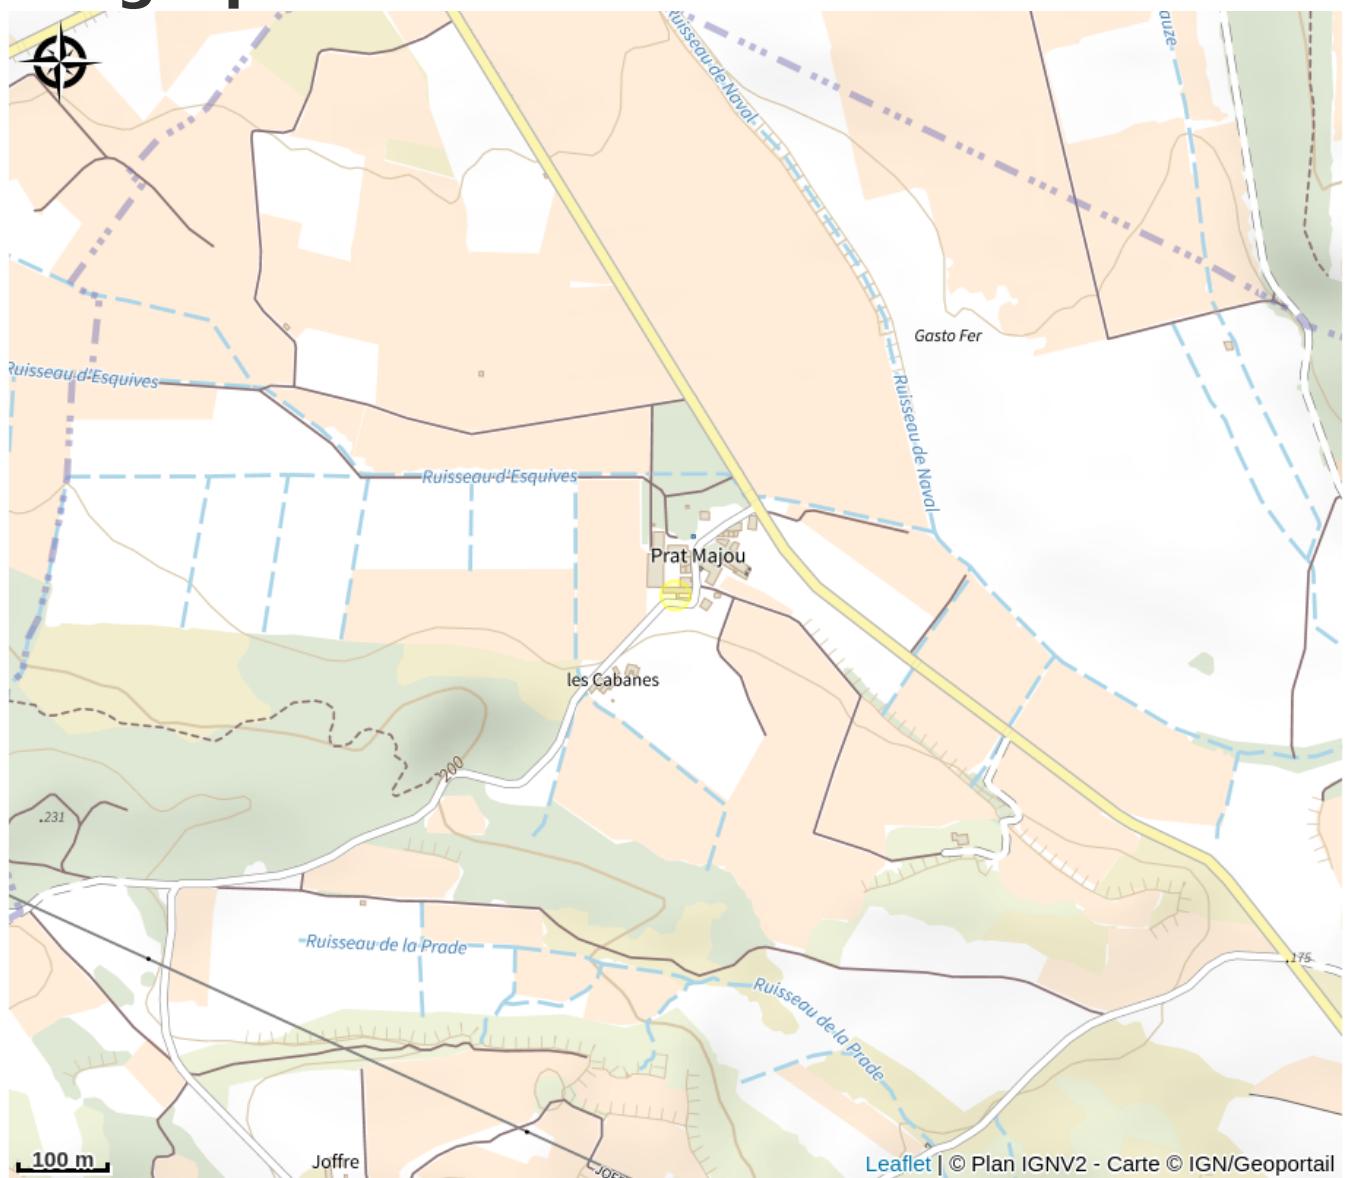 Ruisseau de Naval
auze
Gasto Fer
Ruisseau d'Esquives
Ruisseau de Naval
Ruisseau d'Esquives
Prat Majou
les Cabanes
200
231
Ruisseau de la Prade
175
Ruisseau de la Prade
Joffre
100 m
Leaflet | © Plan IGNV2 - Carte © IGN/Geoportail